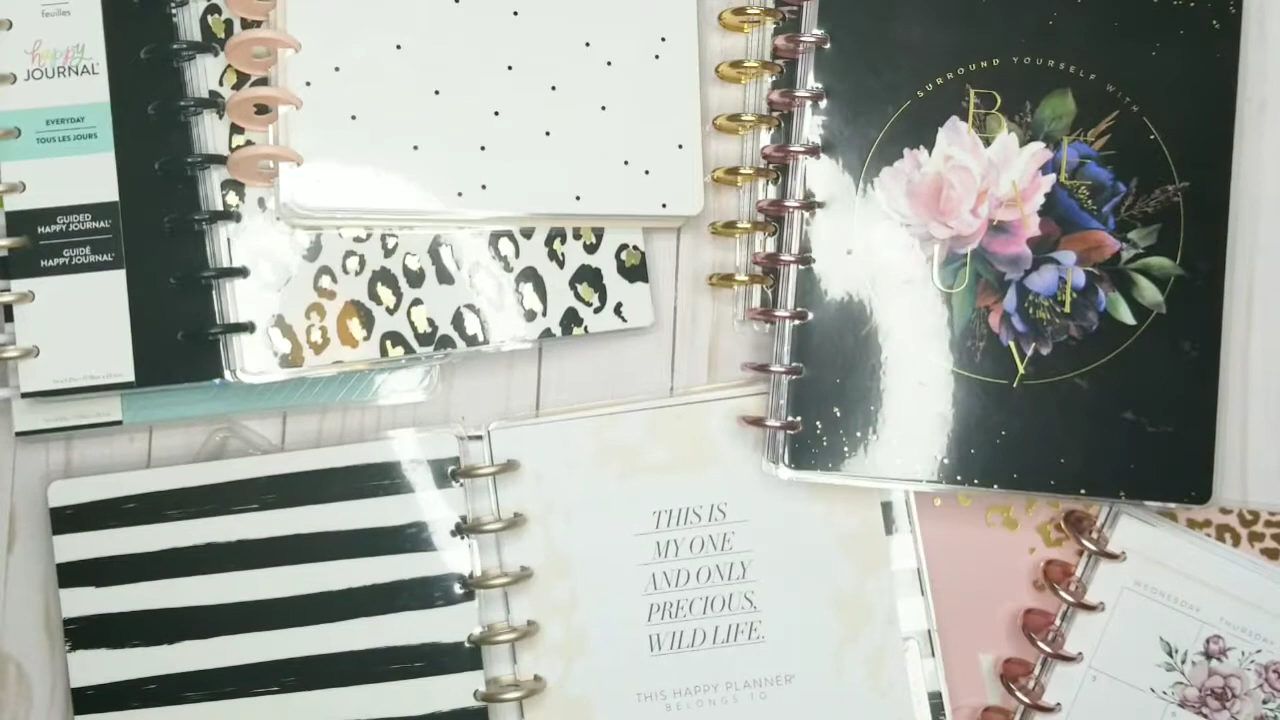 feuilles
happy
JOURNAL®
EVERYDAY
TOUS LES JOURS
GUIDED
HAPPY JOURNAL®
GUIDÉ
HAPPY JOURNAL®
SURROUND YOURSELF WITH
BEAUTY
THIS IS
MY ONE
AND ONLY
PRECIOUS,
WILD LIFE.
THIS HAPPY PLANNER®
BELONGS TO
WEDNESDAY
THURSDAY